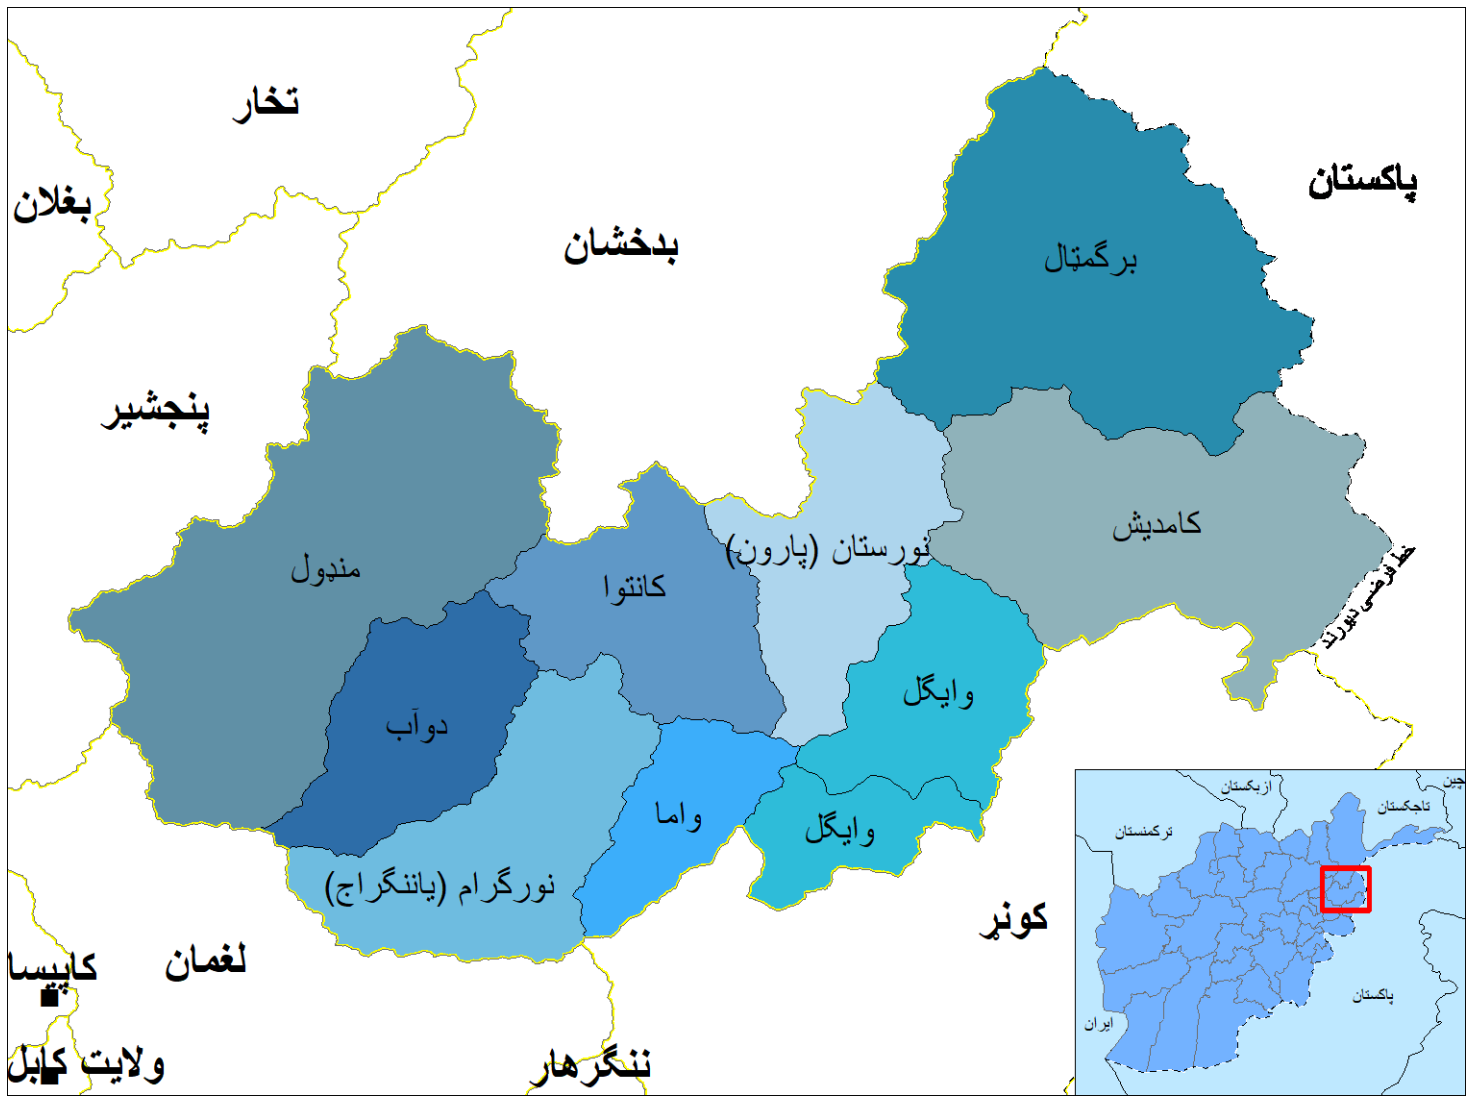 تخار
پاکستان
بغلان
بدخشان
برگمټال
پنجشیر
کامدیش
نورستان (پارون)
منډول
کانتوا
خط فرضی دیورند
وایگل
دوآب
واما
وایگل
نورگرام (یاننگراج)
کونړ
لغمان
کاپیسا
ولایت کابل
ننگرهار
چین
ازبکستان
تاجکستان
ترکمنستان
پاکستان
ایران